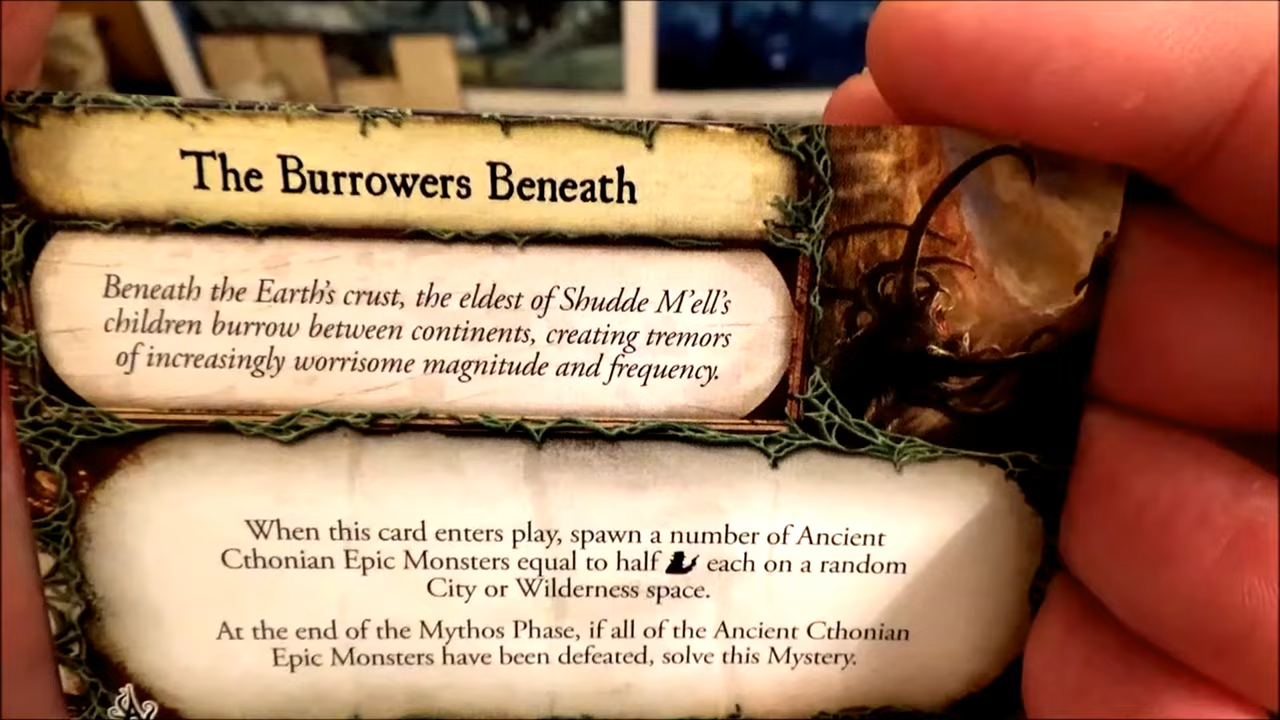 The Burrowers Beneath
Beneath the Earth's crust, the eldest of Shudde M'ell's
children burrow between continents, creating tremors
of increasingly worrisome magnitude and frequency.
When this card enters play, spawn a number of Ancient
Cthonian Epic Monsters equal to half each on a random
City or Wilderness space.
At the end of the Mythos Phase, if all of the Ancient Cthonian
Epic Monsters have been defeated, solve this Mystery.